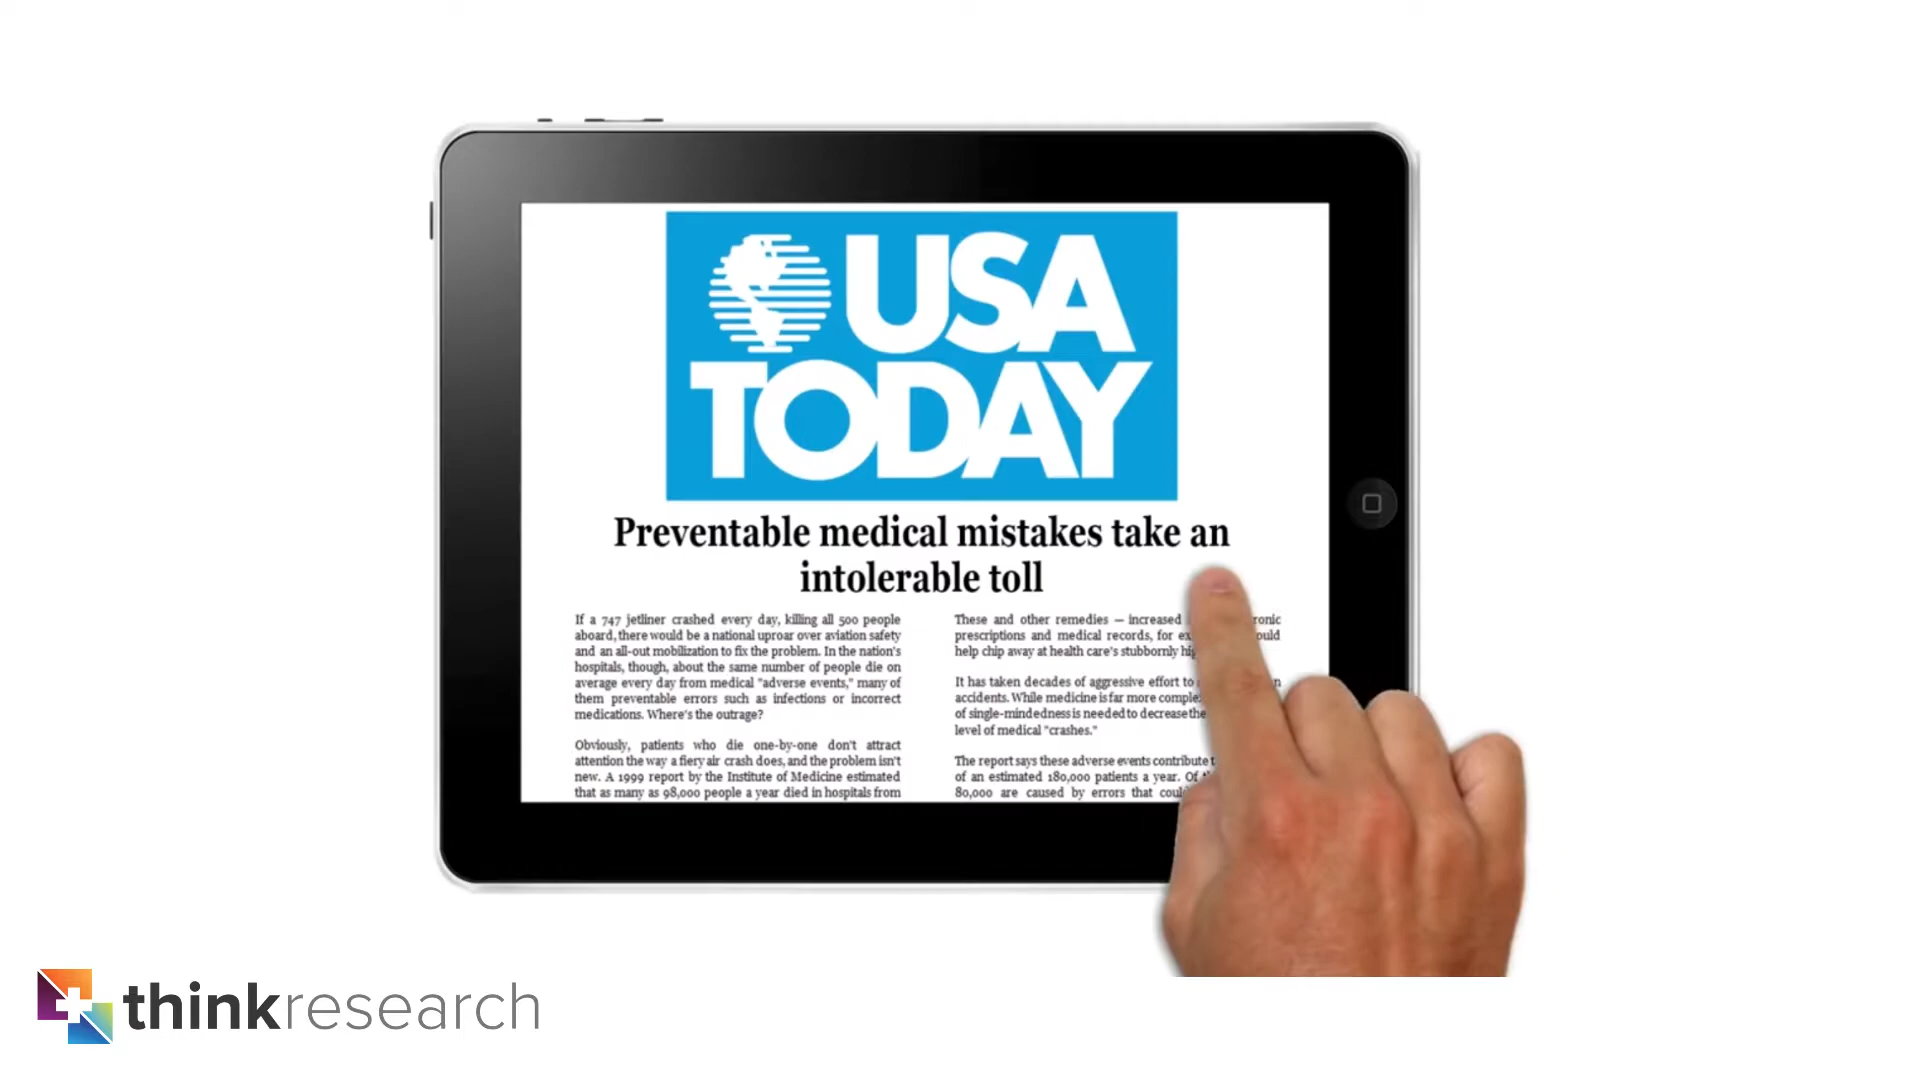 USA
TODAY
Preventable medical mistakes take an
intolerable toll
If a 747 jetliner crashed every day, killing all 500 people
aboard, there would be a national uproar over aviation safety
and an all-out mobilization to fix the problem. In the nation's
hospitals, though, about the same number of people die on
average every day from medical "adverse events," many of
them preventable errors such as infections or incorrect
medications. Where's the outrage?
Obviously, patients who die one-by-one don't attract
attention the way a fiery air crash does, and the problem isn't
new. A 1999 report by the Institute of Medicine estimated
that as many as 98,000 people a year died in hospitals from
These and other remedies — increased
prescriptions and medical records, for
help chip away at health care's stubbornly
It has taken decades of aggressive effort to
accidents. While medicine is far more
of single-mindedness is needed to decrease the
level of medical "crashes."
The report says these adverse events contribute
of an estimated 180,000 patients a year. Of
80,000 are caused by errors that
thinkresearch